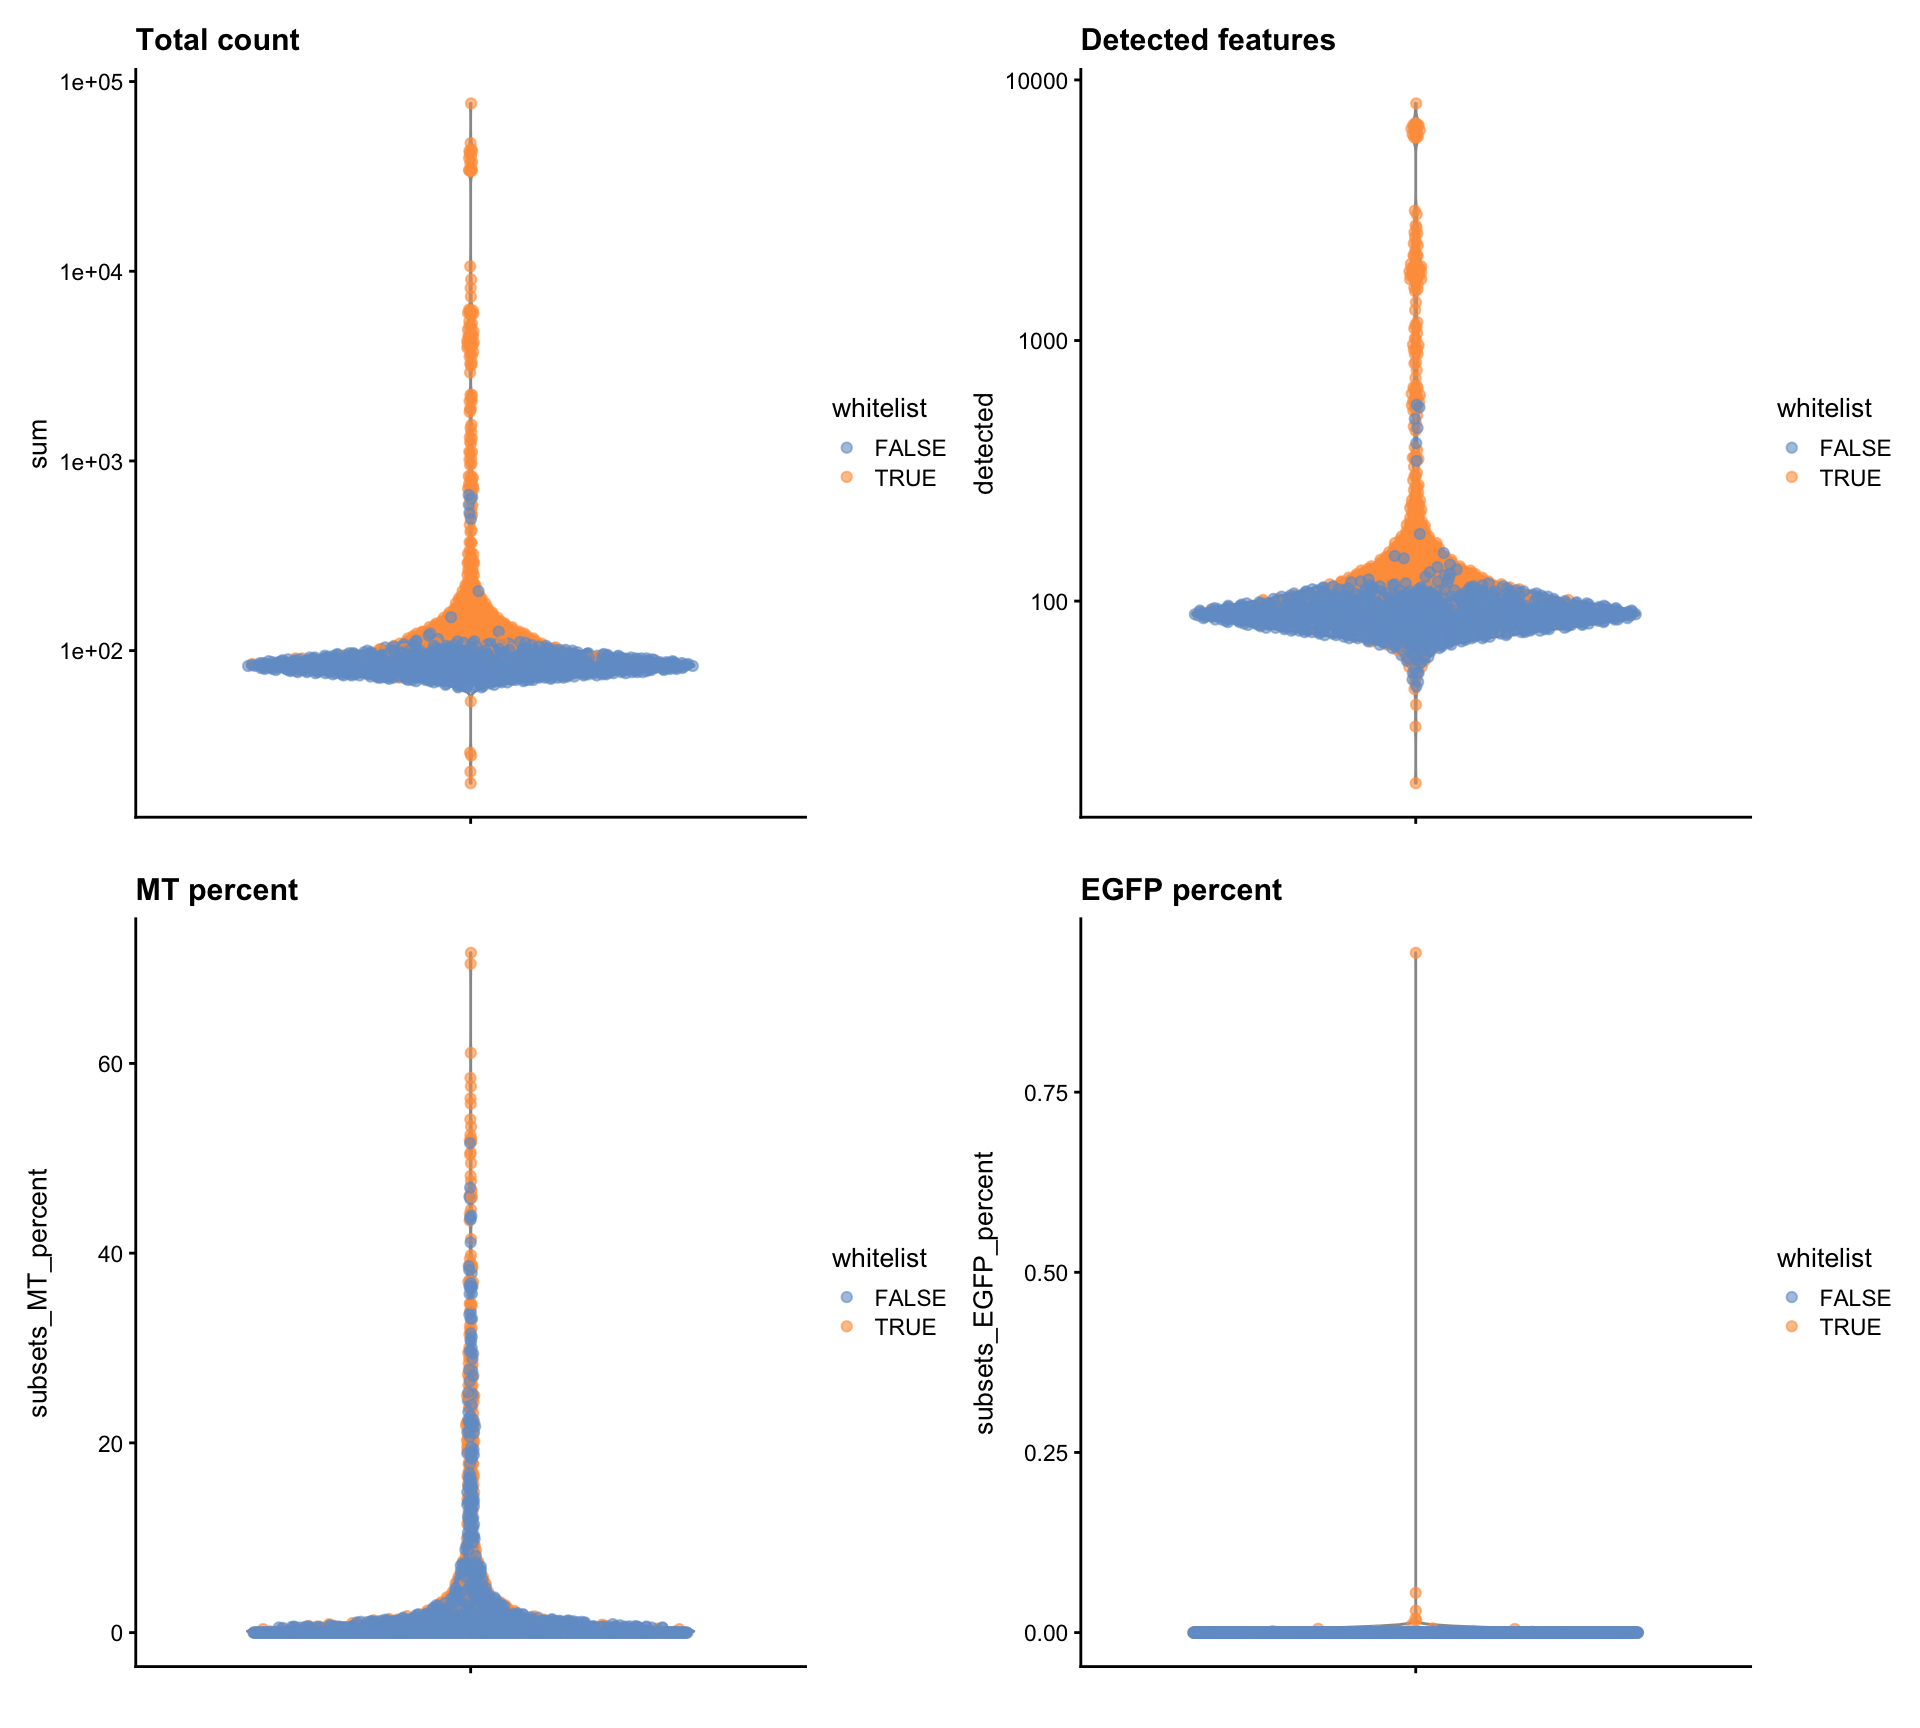 Total count
1e+05
1e+04
1e+03
1e+02
sum
whitelist
FALSE
TRUE
Detected features
10000
1000
100
detected
whitelist
FALSE
TRUE
MT percent
60
40
20
0
subsets_MT_percent
whitelist
FALSE
TRUE
EGFP percent
0.75
0.50
0.25
0.00
subsets_EGFP_percent
whitelist
FALSE
TRUE